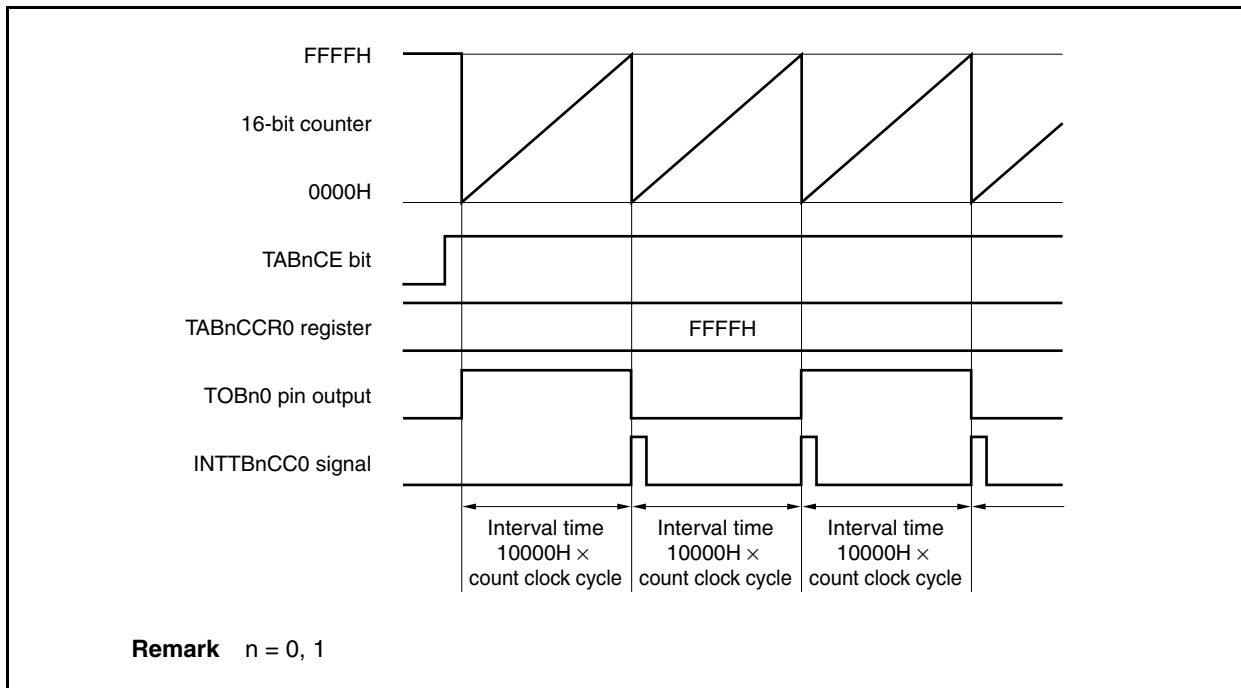 FFFFH
16-bit counter
0000H
TABnCE bit
TABnCCR0 register
FFFFH
TOBn0 pin output
INTTBnCC0 signal
Interval time
10000H ×
count clock cycle
Interval time
10000H ×
count clock cycle
Interval time
10000H ×
count clock cycle
Remark n = 0, 1